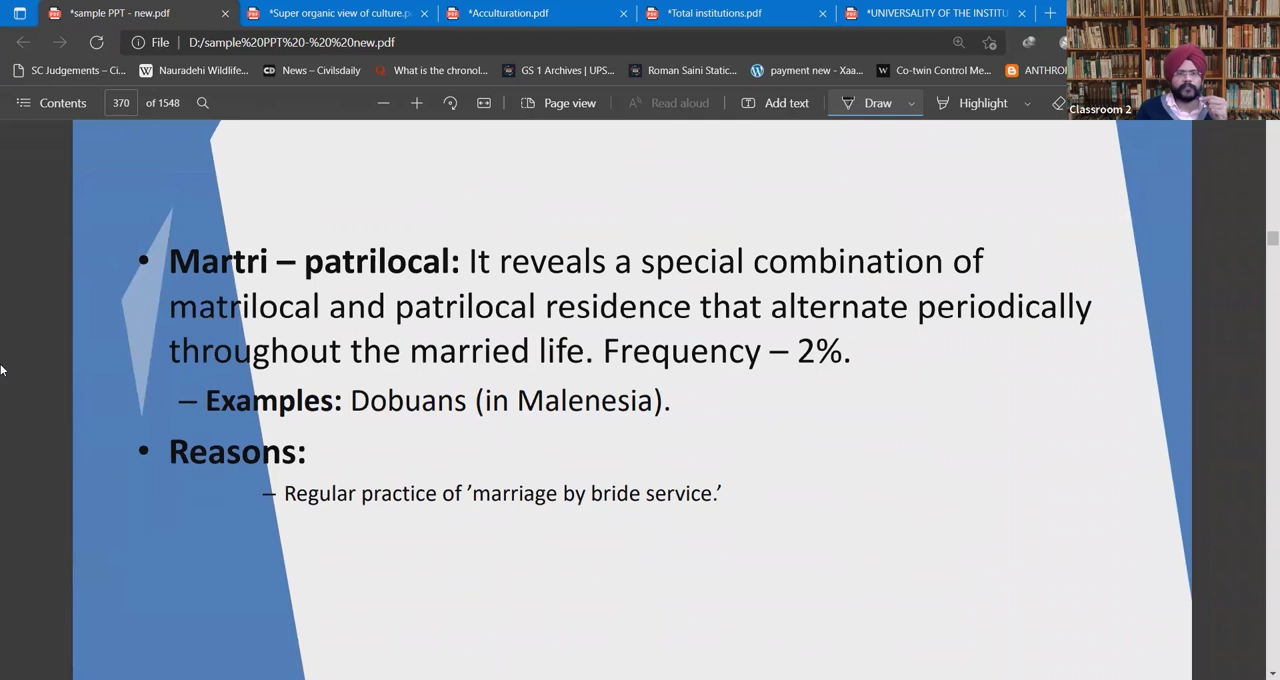 *sample PPT - new.pdf
*Super organic view of culture.p
*Acculturation.pdf
*Total institutions.pdf
*UNIVERSALITY OF THE INSTITU
File
D:/sample%20PPT%20-%20%20new.pdf
SC Judgements – Ci...
Nauradehi Wildlife...
CD
News – Civilsdaily
What is the chronol...
GS 1 Archives | UPS...
Roman Saini Static...
payment new - Xaa...
W
Co-twin Control Me...
ANTHRO
Contents
370
of 1548
Page view
Read aloud
Add text
Draw
Highlight
Classroom 2
• Martri – patrilocal: It reveals a special combination of
matrilocal and patrilocal residence that alternate periodically
throughout the married life. Frequency – 2%.
– Examples: Dobuans (in Malenesia).
• Reasons:
– Regular practice of ’marriage by bride service.’